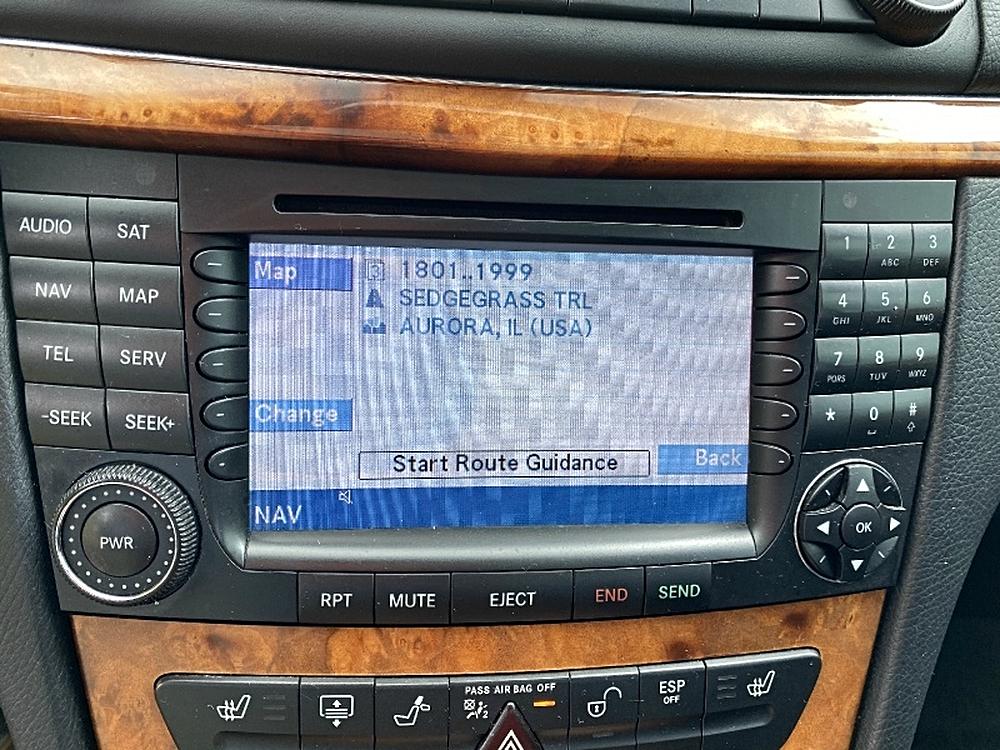 AUDIO SAT
NAV MAP
TEL SERV
-SEEK SEEK+
PWR
Map
1801..1999
SEDGEGRASS TRL
AURORA, IL (USA)
Change
Start Route Guidance
Back
NAV
1 2 ABC 3 DEF
4 GHI 5 JKL 6 MNO
7 PQRS 8 TUV 9 WXYZ
* 0 #
OK
RPT MUTE EJECT END SEND
PASS AIR BAG OFF
2
ESP
OFF